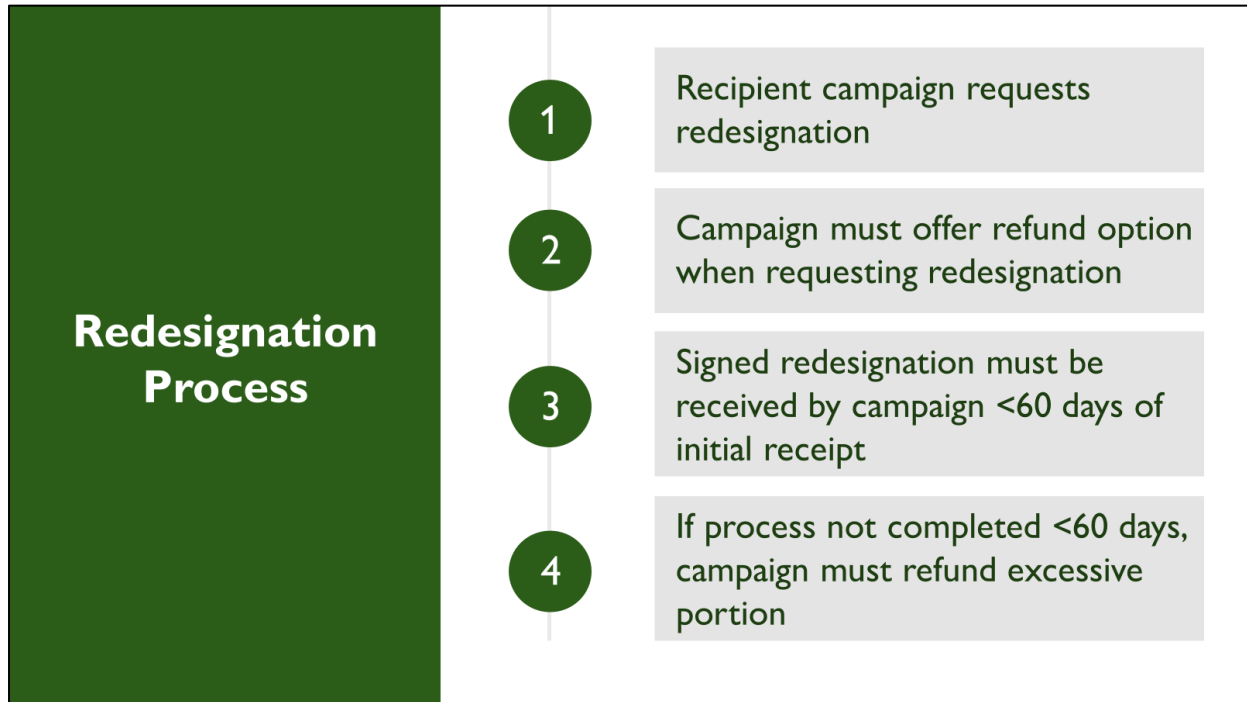 Redesignation
Process
1
Recipient campaign requests
redesignation
2
Campaign must offer refund option
when requesting redesignation
3
Signed redesignation must be
received by campaign <60 days of
initial receipt
4
If process not completed <60 days,
campaign must refund excessive
portion